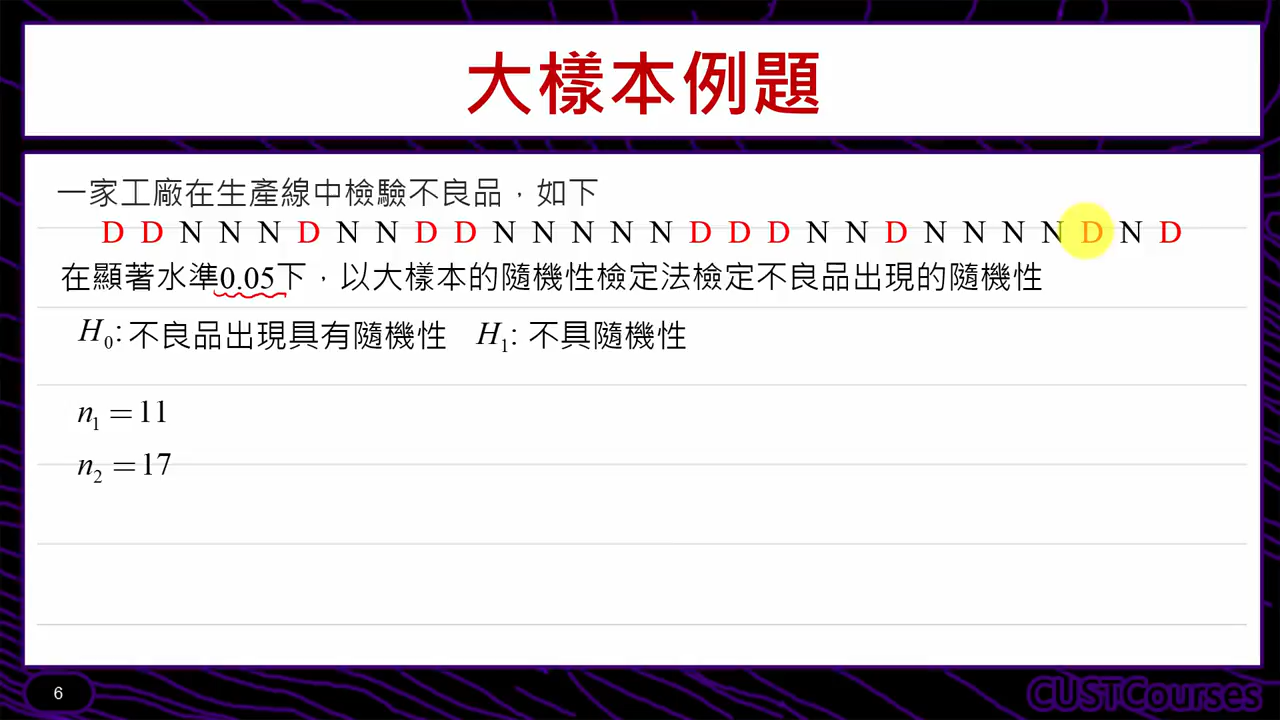 大樣本例題
一家工廠在生產線中檢驗不良品，如下
D D N N N D N N D D N N N N N D D D N N D N N N N D N D
在顯著水準0.05下，以大樣本的隨機性檢定法檢定不良品出現的隨機性
H₀: 不良品出現具有隨機性 H₁: 不具隨機性
n₁ = 11
n₂ = 17
6
CUSTCourses